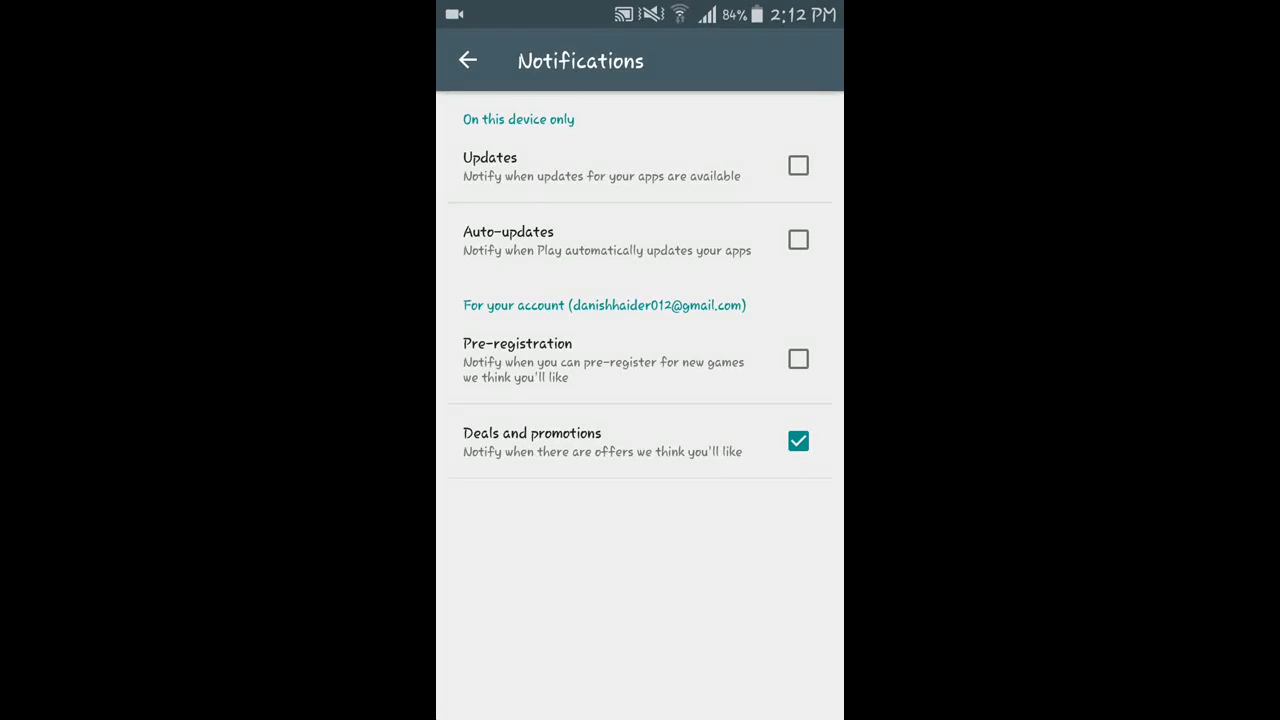 84% 2:12 PM
Notifications
On this device only
Updates
Notify when updates for your apps are available
Auto-updates
Notify when Play automatically updates your apps
For your account (danishhaider012@gmail.com)
Pre-registration
Notify when you can pre-register for new games
we think you'll like
Deals and promotions
Notify when there are offers we think you'll like